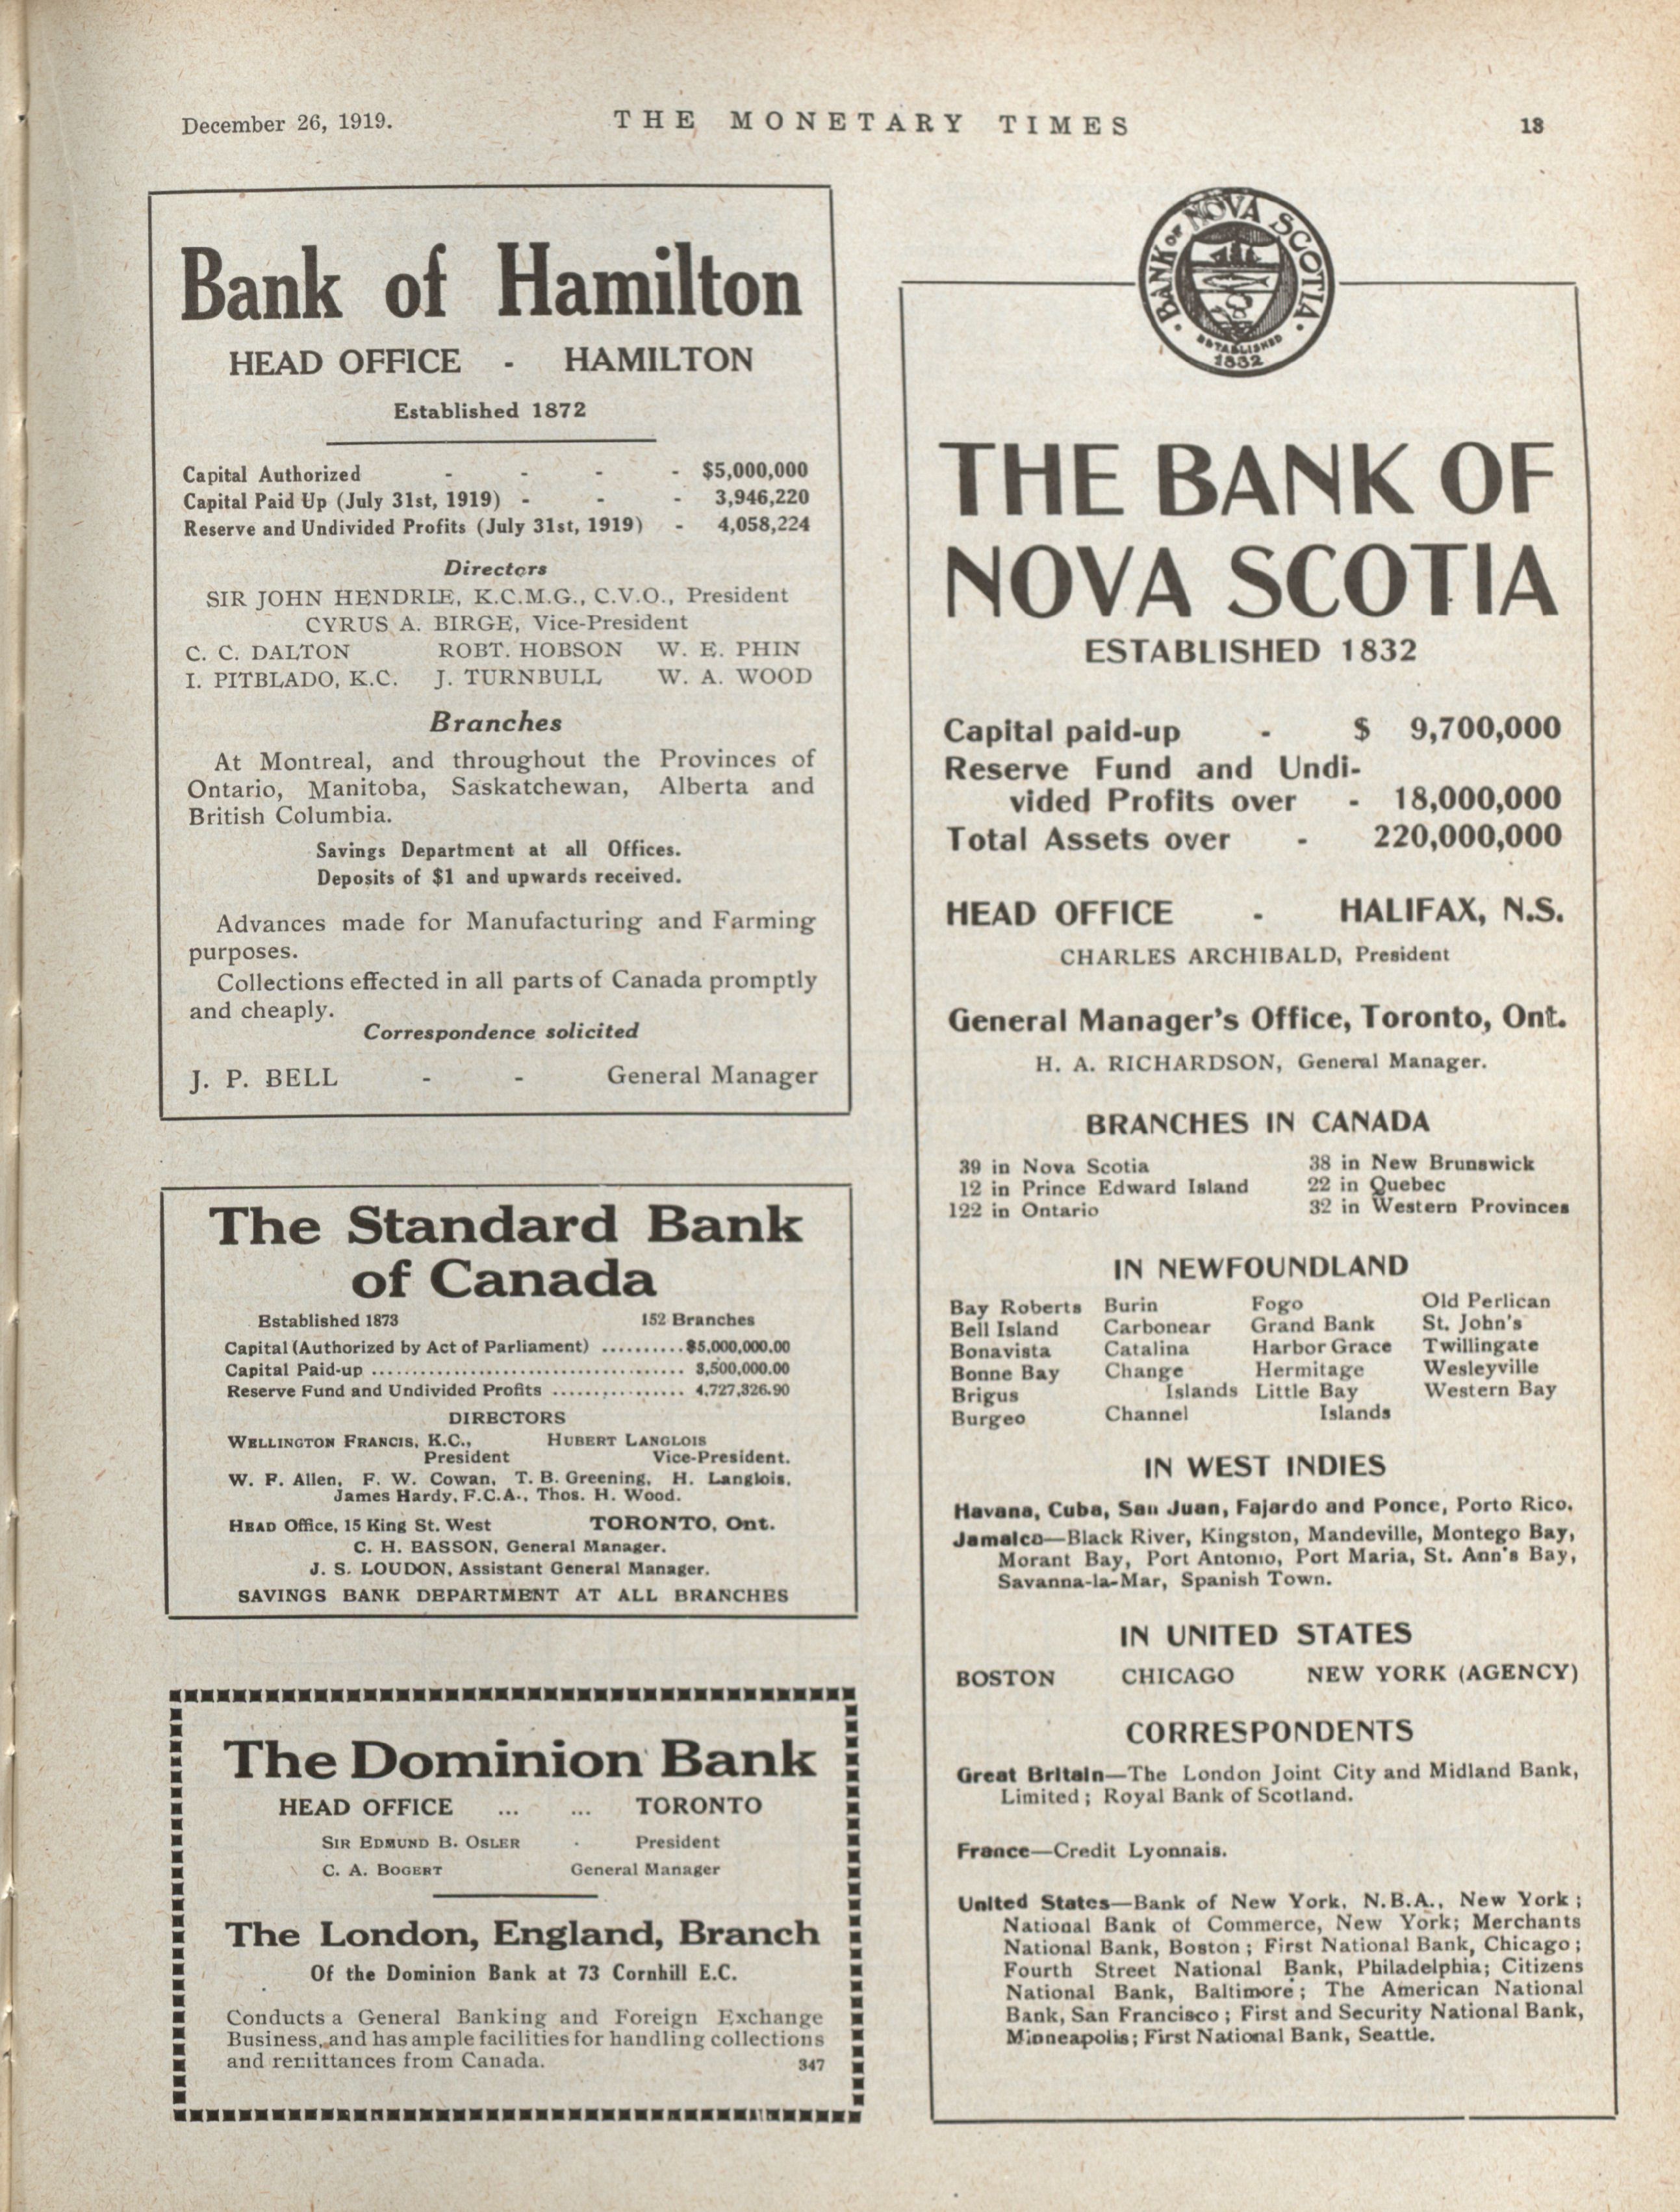 December 26, 1919.
THE MONETARY TIMES
13
Bank of Hamilton
HEAD OFFICE - HAMILTON
Established 1872
Capital Authorized - - - - $5,000,000
Capital Paid Up (July 31st, 1919) - - - 3,946,220
Reserve and Undivided Profits (July 31st, 1919) - 4,058,224
Directors
SIR JOHN HENDRIE, K.C.M.G., C.V.O., President
CYRUS A. BIRGE, Vice-President
C. C. DALTON ROBT. HOBSON W. E. PHIN
I. PITBLADO, K.C. J. TURNBULL W. A. WOOD
Branches
At Montreal, and throughout the Provinces of
Ontario, Manitoba, Saskatchewan, Alberta and
British Columbia.
Savings Department at all Offices.
Deposits of $1 and upwards received.
Advances made for Manufacturing and Farming
purposes.
Collections effected in all parts of Canada promptly
and cheaply.
Correspondence solicited
J. P. BELL - - General Manager
The Standard Bank
of Canada
Established 1873 152 Branches
Capital (Authorized by Act of Parliament) ..........$5,000,000.00
Capital Paid-up ...................................... 3,500,000.00
Reserve Fund and Undivided Profits ................ 4,727,326.90
DIRECTORS
WELLINGTON FRANCIS, K.C., HUBERT LANGLOIS
President Vice-President.
W. F. Allen, F. W. Cowan, T. B. Greening, H. Langlois,
James Hardy, F.C.A., Thos. H. Wood.
HEAD Office, 15 King St. West TORONTO, Ont.
C. H. EASSON, General Manager.
J. S. LOUDON, Assistant General Manager.
SAVINGS BANK DEPARTMENT AT ALL BRANCHES
The Dominion Bank
HEAD OFFICE ... ... TORONTO
SIR EDMUND B. OSLER - President
C. A. BOGERT General Manager
The London, England, Branch
Of the Dominion Bank at 73 Cornhill E.C.
Conducts a General Banking and Foreign Exchange
Business, and has ample facilities for handling collections
and remittances from Canada. 347
BANK OF NOVA SCOTIA
ESTABLISHED
1832
THE BANK OF
NOVA SCOTIA
ESTABLISHED 1832
Capital paid-up - $ 9,700,000
Reserve Fund and Undi-
vided Profits over - 18,000,000
Total Assets over - 220,000,000
HEAD OFFICE - HALIFAX, N.S.
CHARLES ARCHIBALD, President
General Manager's Office, Toronto, Ont.
H. A. RICHARDSON, General Manager.
BRANCHES IN CANADA
39 in Nova Scotia 38 in New Brunswick
12 in Prince Edward Island 22 in Quebec
122 in Ontario 32 in Western Provinces
IN NEWFOUNDLAND
Bay Roberts Burin Fogo Old Perlican
Bell Island Carbonear Grand Bank St. John's
Bonavista Catalina Harbor Grace Twillingate
Bonne Bay Change Hermitage Wesleyville
Brigus Islands Little Bay Western Bay
Burgeo Channel Islands
IN WEST INDIES
Havana, Cuba, San Juan, Fajardo and Ponce, Porto Rico.
Jamaica—Black River, Kingston, Mandeville, Montego Bay,
Morant Bay, Port Antonio, Port Maria, St. Ann's Bay,
Savanna-la-Mar, Spanish Town.
IN UNITED STATES
BOSTON CHICAGO NEW YORK (AGENCY)
CORRESPONDENTS
Great Britain—The London Joint City and Midland Bank,
Limited; Royal Bank of Scotland.
France—Credit Lyonnais.
United States—Bank of New York, N.B.A., New York;
National Bank of Commerce, New York; Merchants
National Bank, Boston; First National Bank, Chicago;
Fourth Street National Bank, Philadelphia; Citizens
National Bank, Baltimore; The American National
Bank, San Francisco; First and Security National Bank,
Minneapolis; First National Bank, Seattle.